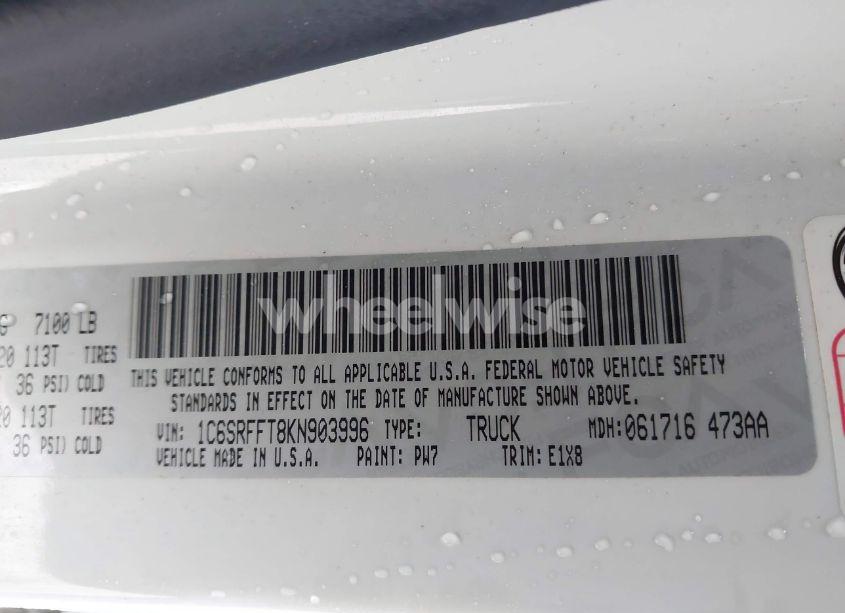 wheelwise
G 7100 LB
20 113T TIRES
36 PSI) COLD
20 113T TIRES
36 PSI) COLD
THIS VEHICLE CONFORMS TO ALL APPLICABLE U.S.A. FEDERAL MOTOR VEHICLE SAFETY
STANDARDS IN EFFECT ON THE DATE OF MANUFACTURE SHOWN ABOVE.
VIN: 1C6SRFFT8KN903996 TYPE: TRUCK MDH: 061716 473AA
VEHICLE MADE IN U.S.A. PAINT: PW7 TRIM: E1X8